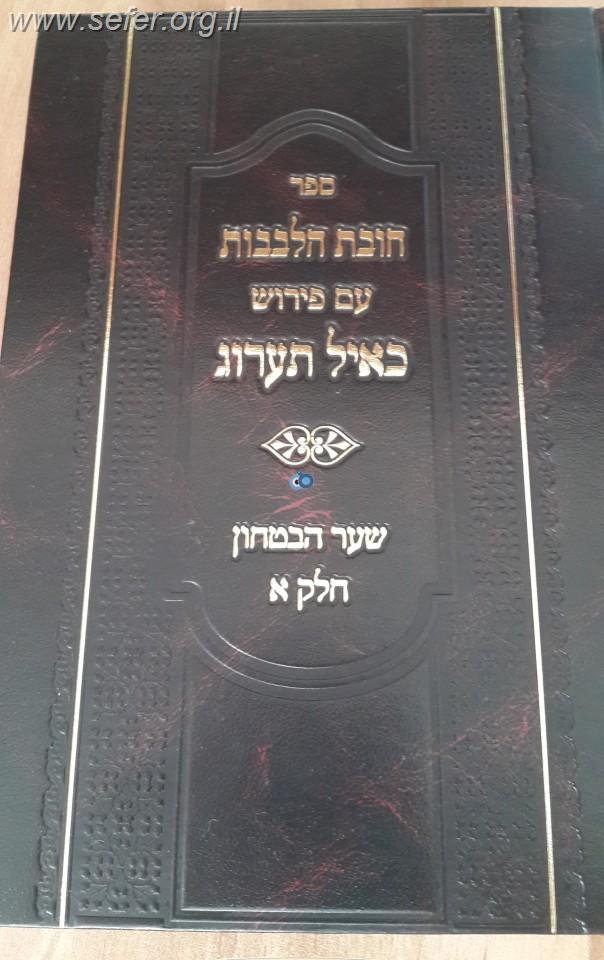 www.sefer.org.il
ספר
חובת הלבבות
עם פירוש
כאיל תערוג
שער הבטחון
חלק א